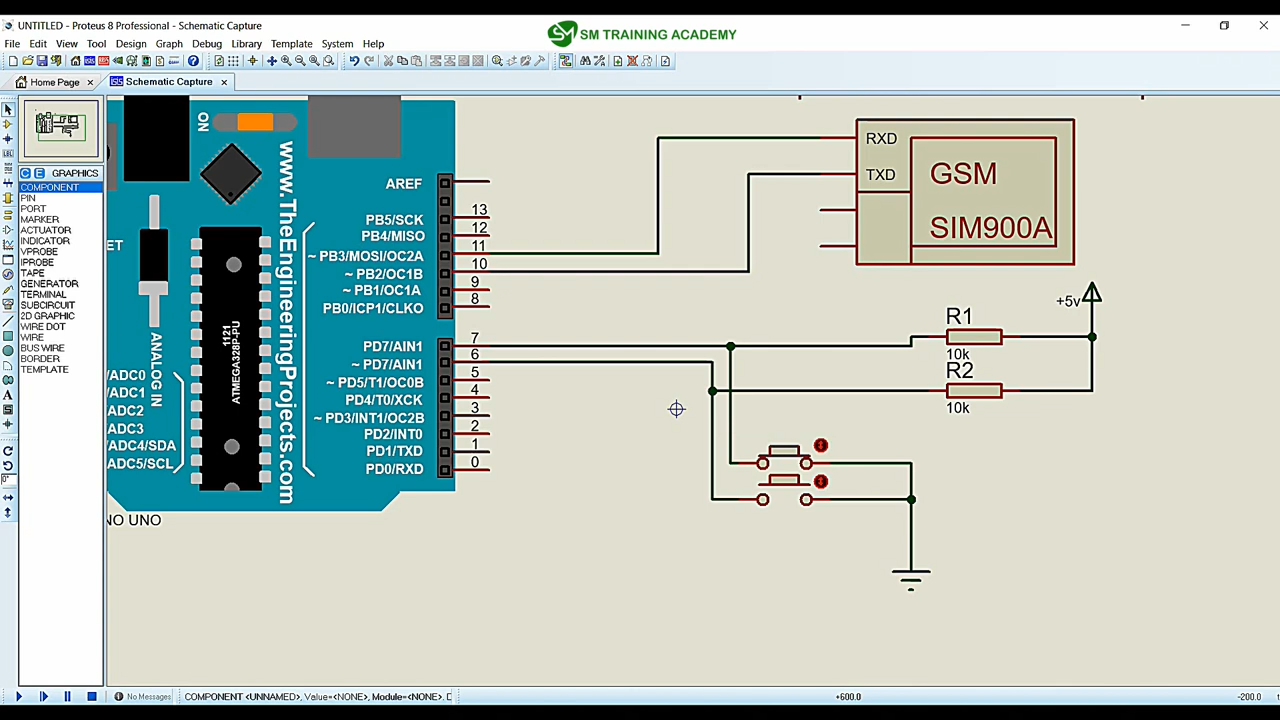 UNTITLED - Proteus 8 Professional - Schematic Capture
SM TRAINING ACADEMY
File Edit View Tool Design Graph Debug Library Template System Help
Home Page
Schematic Capture
C E GRAPHICS
COMPONENT
PIN
PORT
MARKER
ACTUATOR
INDICATOR
VPROBE
IPROBE
TAPE
GENERATOR
TERMINAL
SUBCIRCUIT
2D GRAPHIC
WIRE DOT
WIRE
BUS WIRE
BORDER
TEMPLATE
ON
www.TheEngineeringProjects.com
1121
ATMEGA328P-PU
ET
ANALOG IN
/ADC0
/ADC1
ADC2
ADC3
ADC4/SDA
ADC5/SCL
NO UNO
AREF
PB5/SCK 13
PB4/MISO 12
~ PB3/MOSI/OC2A 11
~ PB2/OC1B 10
~ PB1/OC1A 9
PB0/ICP1/CLKO 8
PD7/AIN1 7
~ PD7/AIN1 6
~ PD5/T1/OC0B 5
PD4/T0/XCK 4
~ PD3/INT1/OC2B 3
PD2/INT0 2
PD1/TXD 1
PD0/RXD 0
RXD
TXD
GSM
SIM900A
+5v
R1
10k
R2
10k
No Messages
COMPONENT <UNNAMED>, Value=<NONE>, Module=<NONE>,
+600.0
-200.0